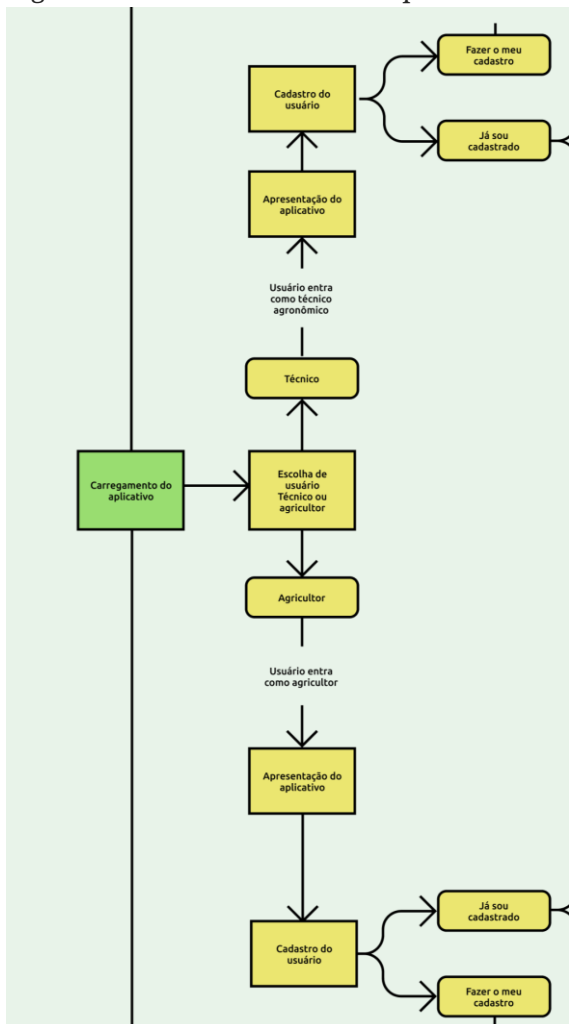 Fazer o meu
cadastro
Cadastro do
usuário
Já sou
cadastrado
Apresentação do
aplicativo
Usuário entra
como técnico
agronômico
Técnico
Carregamento do
aplicativo
Escolha de
usuário
Técnico ou
agricultor
Agricultor
Usuário entra
como agricultor
Apresentação do
aplicativo
Já sou
cadastrado
Cadastro do
usuário
Fazer o meu
cadastro